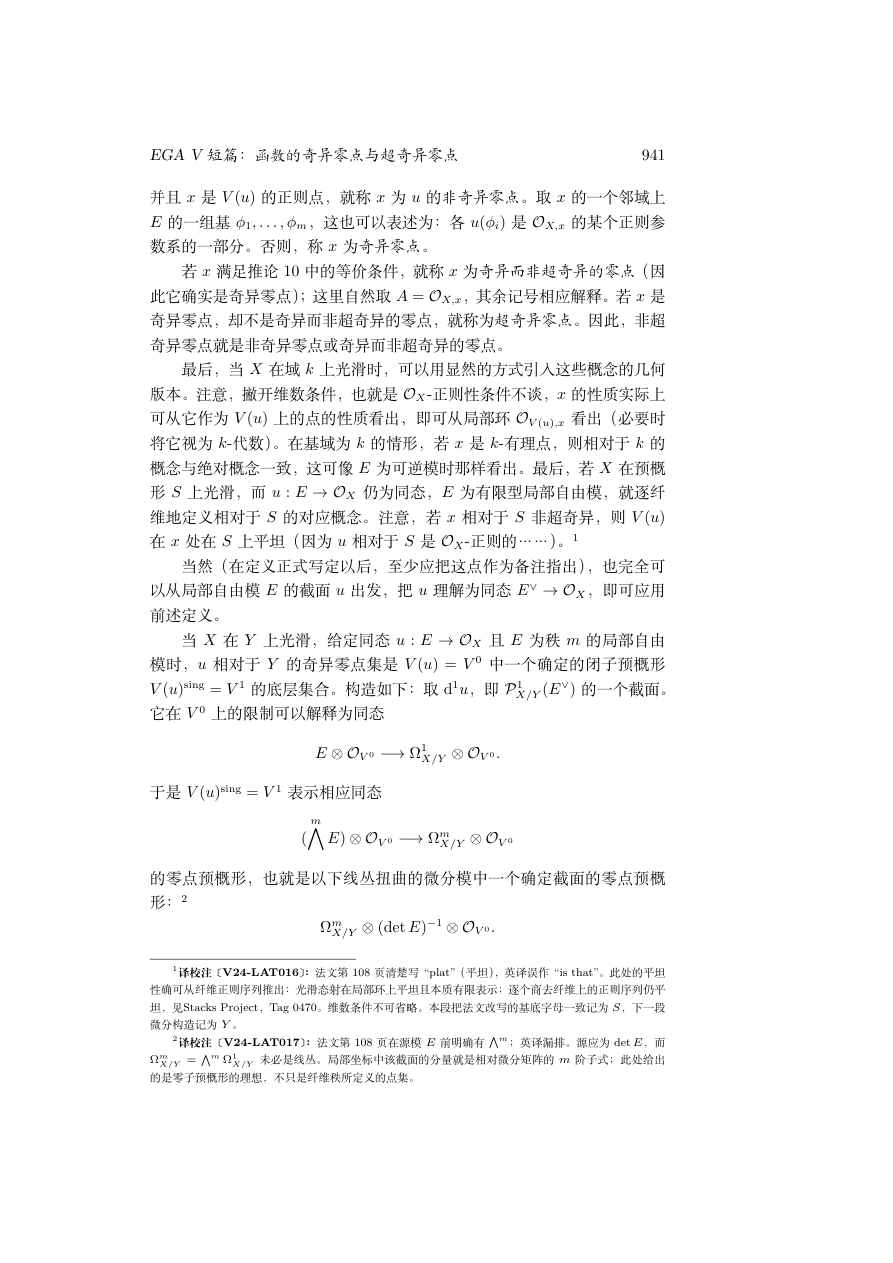 EGA V 短篇：函数的奇异零点与超奇异零点 941
并且 x 是 V(u) 的正则点，就称 x 为 u 的非奇异零点。取 x 的一个邻域上
E 的一组基 ϕ₁, . . . , ϕₘ，这也可以表述为：各 u(ϕᵢ) 是 𝒪_{X,x} 的某个正则参
数系的一部分。否则，称 x 为奇异零点。
若 x 满足推论 10 中的等价条件，就称 x 为奇异而非超奇异的零点（因
此它确实是奇异零点）；这里自然取 A = 𝒪_{X,x}，其余记号相应解释。若 x 是
奇异零点，却不是奇异而非超奇异的零点，就称为超奇异零点。因此，非超
奇异零点就是非奇异零点或奇异而非超奇异的零点。
最后，当 X 在域 k 上光滑时，可以用显然的方式引入这些概念的几何
版本。注意，撇开维数条件，也就是 𝒪_X-正则性条件不谈，x 的性质实际上
可从它作为 V(u) 上的点的性质看出，即可从局部环 𝒪_{V(u),x} 看出（必要时
将它视为 k-代数）。在基域为 k 的情形，若 x 是 k-有理点，则相对于 k 的
概念与绝对概念一致，这可像 E 为可逆模时那样看出。最后，若 X 在预概
形 S 上光滑，而 u : E → 𝒪_X 仍为同态，E 为有限型局部自由模，就逐纤
维地定义相对于 S 的对应概念。注意，若 x 相对于 S 非超奇异，则 V(u)
在 x 处在 S 上平坦（因为 u 相对于 S 是 𝒪_X-正则的⋯⋯）。¹
当然（在定义正式写定以后，至少应把这点作为备注指出），也完全可
以从局部自由模 E 的截面 u 出发，把 u 理解为同态 E^∨ → 𝒪_X，即可应用
前述定义。
当 X 在 Y 上光滑，给定同态 u : E → 𝒪_X 且 E 为秩 m 的局部自由
模时，u 相对于 Y 的奇异零点集是 V(u) = V⁰ 中一个确定的闭子预概形
V(u)^{sing} = V¹ 的底层集合。构造如下：取 d¹u，即 𝒫¹_{X/Y}(E^∨) 的一个截面。
它在 V⁰ 上的限制可以解释为同态
E ⊗ 𝒪_{V⁰} ⟶ Ω¹_{X/Y} ⊗ 𝒪_{V⁰}.
于是 V(u)^{sing} = V¹ 表示相应同态
(⋀^m E) ⊗ 𝒪_{V⁰} ⟶ Ω^m_{X/Y} ⊗ 𝒪_{V⁰}
的零点预概形，也就是以下线丛扭曲的微分模中一个确定截面的零点预概
形：²
Ω^m_{X/Y} ⊗ (det E)^{−1} ⊗ 𝒪_{V⁰}.
¹译校注〔V24-LAT016〕：法文第 108 页清楚写 “plat”（平坦），英译误作 “is that”。此处的平坦
性确可从纤维正则序列推出：光滑态射在局部环上平坦且本质有限表示；逐个商去纤维上的正则序列仍平
坦，见Stacks Project，Tag 0470。维数条件不可省略。本段把法文改写的基底字母一致记为 S，下一段
微分构造记为 Y。
²译校注〔V24-LAT017〕：法文第 108 页在源模 E 前明确有 ⋀^m；英译漏排。源应为 det E，而
Ω^m_{X/Y} = ⋀^m Ω¹_{X/Y} 未必是线丛。局部坐标中该截面的分量就是相对微分矩阵的 m 阶子式；此处给出
的是零子预概形的理想，不只是纤维秩所定义的点集。